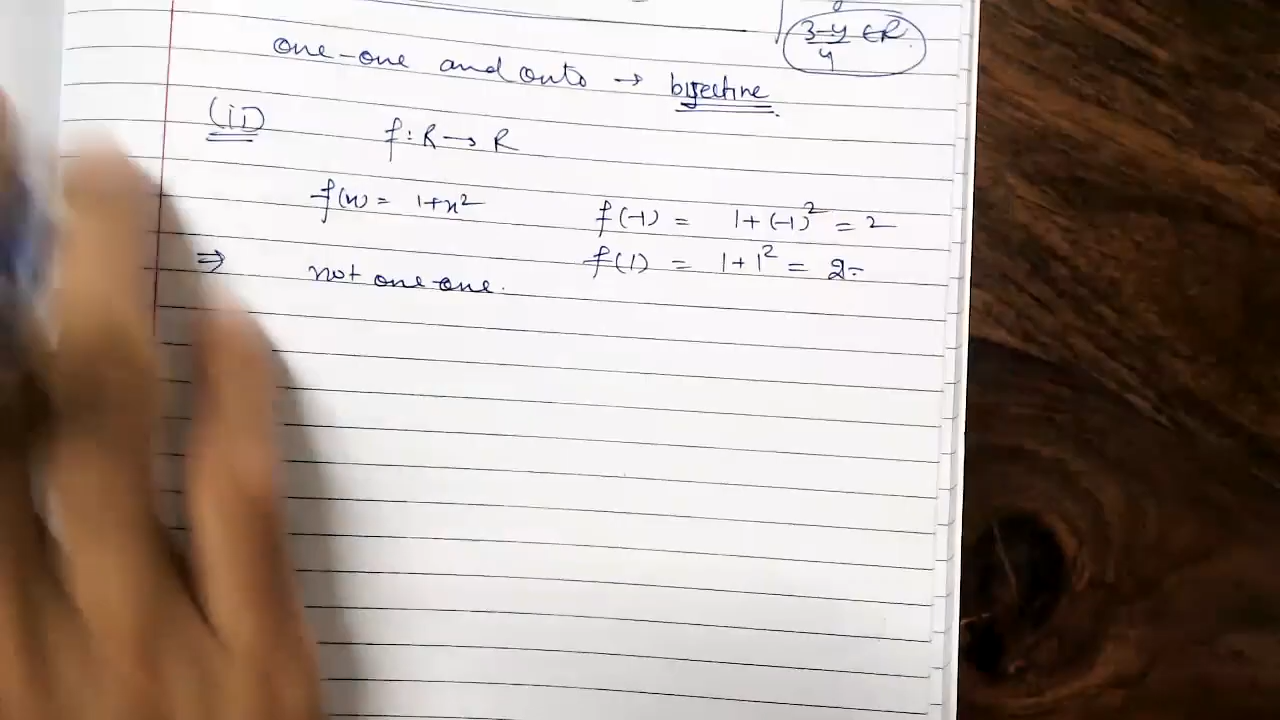 3-y ∈ R.
4
one-one and onto → bijective
(ii)
f : R → R
f(x) = 1+x² f(-1) = 1+(-1)² = 2
f(1) = 1+1² = 2
⇒ not one-one.